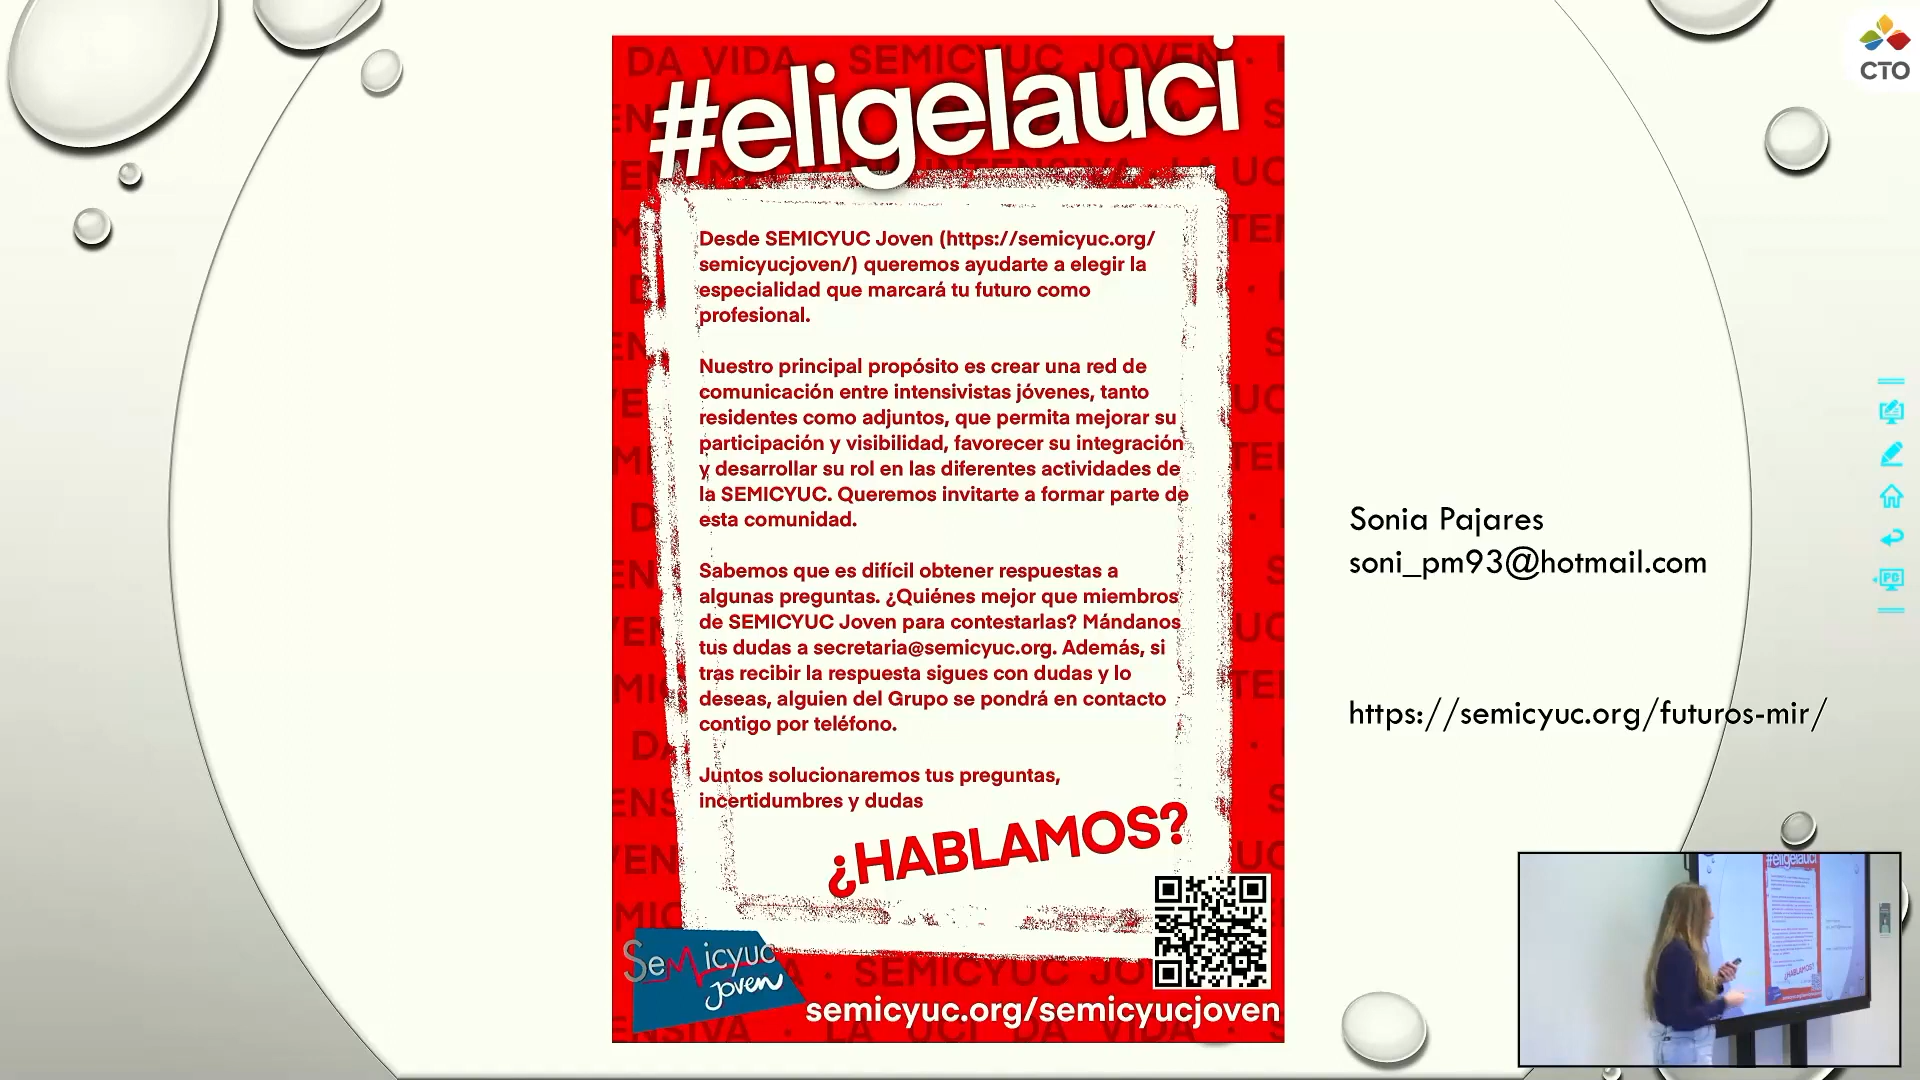 CTO
#eligelauci
Desde SEMICYUC Joven (https://semicyuc.org/
semicyucjoven/) queremos ayudarte a elegir la
especialidad que marcará tu futuro como
profesional.
Nuestro principal propósito es crear una red de
comunicación entre intensivistas jóvenes, tanto
residentes como adjuntos, que permita mejorar su
participación y visibilidad, favorecer su integración
y desarrollar su rol en las diferentes actividades de
la SEMICYUC. Queremos invitarte a formar parte de
esta comunidad.
Sabemos que es difícil obtener respuestas a
algunas preguntas. ¿Quiénes mejor que miembros
de SEMICYUC Joven para contestarlas? Mándanos
tus dudas a secretaria@semicyuc.org. Además, si
tras recibir la respuesta sigues con dudas y lo
deseas, alguien del Grupo se pondrá en contacto
contigo por teléfono.
Juntos solucionaremos tus preguntas,
incertidumbres y dudas
¿HABLAMOS?
Semicyuc
joven
semicyuc.org/semicyucjoven
Sonia Pajares
soni_pm93@hotmail.com
https://semicyuc.org/futuros-mir/
PC